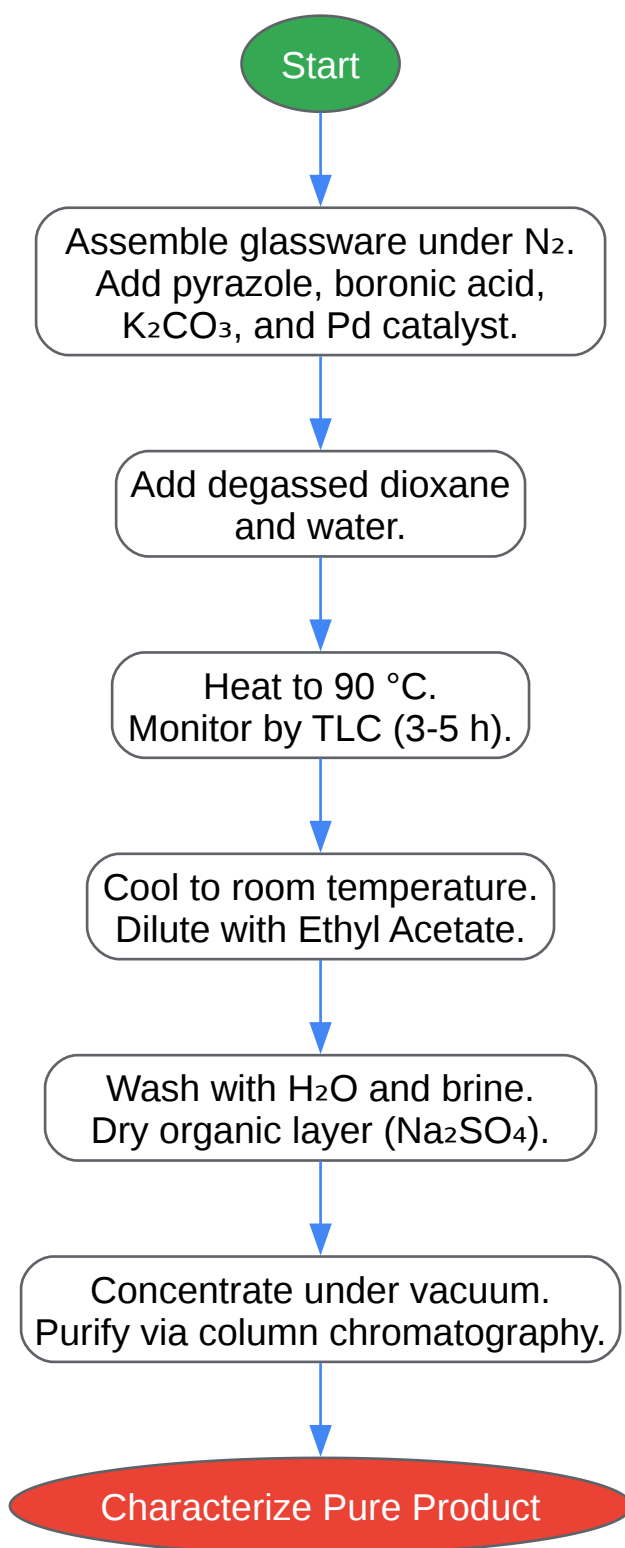 Start
Assemble glassware under N₂.
Add pyrazole, boronic acid,
K₂CO₃, and Pd catalyst.
Add degassed dioxane
and water.
Heat to 90 °C.
Monitor by TLC (3-5 h).
Cool to room temperature.
Dilute with Ethyl Acetate.
Wash with H₂O and brine.
Dry organic layer (Na₂SO₄).
Concentrate under vacuum.
Purify via column chromatography.
Characterize Pure Product